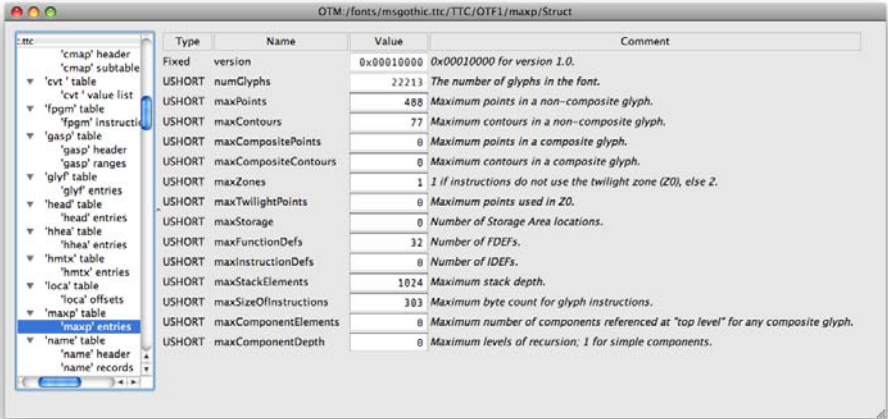 OTM:/fonts/msgothic.ttc/TTC/OTF1/maxp/Struct
:.ttc
'cmap' header
'cmap' subtable
'cvt ' table
'cvt ' value list
'fpgm' table
'fpgm' instructio
'gasp' table
'gasp' header
'gasp' ranges
'glyf' table
'glyf' entries
'head' table
'head' entries
'hhea' table
'hhea' entries
'hmtx' table
'hmtx' entries
'loca' table
'loca' offsets
'maxp' table
'maxp' entries
'name' table
'name' header
'name' records
Type Name Value Comment
Fixed version 0x00010000 0x00010000 for version 1.0.
USHORT numGlyphs 22213 The number of glyphs in the font.
USHORT maxPoints 408 Maximum points in a non-composite glyph.
USHORT maxContours 77 Maximum contours in a non-composite glyph.
USHORT maxCompositePoints 0 Maximum points in a composite glyph.
USHORT maxCompositeContours 0 Maximum contours in a composite glyph.
USHORT maxZones 1 1 if instructions do not use the twilight zone (Z0), else 2.
USHORT maxTwilightPoints 0 Maximum points used in Z0.
USHORT maxStorage 0 Number of Storage Area locations.
USHORT maxFunctionDefs 32 Number of FDEFs.
USHORT maxInstructionDefs 0 Number of IDEFs.
USHORT maxStackElements 1024 Maximum stack depth.
USHORT maxSizeOfInstructions 303 Maximum byte count for glyph instructions.
USHORT maxComponentElements 0 Maximum number of components referenced at "top level" for any composite glyph.
USHORT maxComponentDepth 0 Maximum levels of recursion; 1 for simple components.